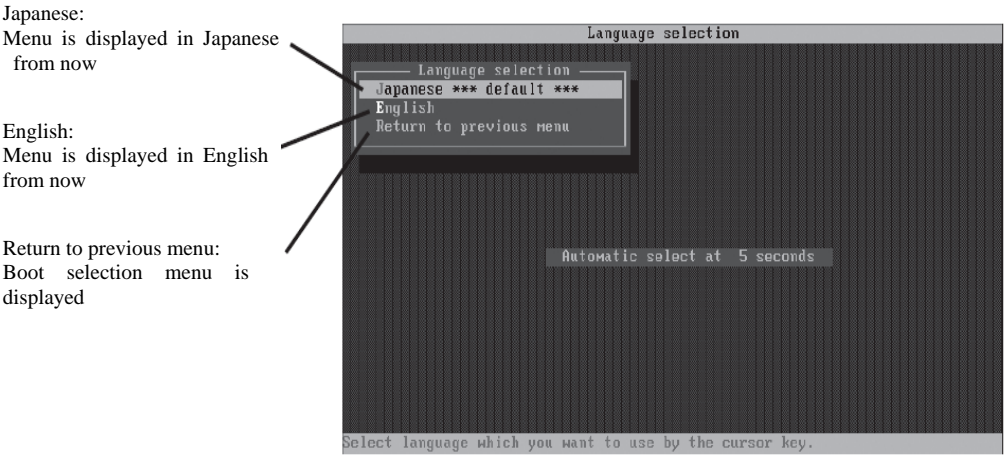 Japanese:
Menu is displayed in Japanese
from now
English:
Menu is displayed in English
from now
Return to previous menu:
Boot selection menu is
displayed
Language selection
Language selection
Japanese *** default ***
English
Return to previous menu
Automatic select at 5 seconds
Select language which you want to use by the cursor key.